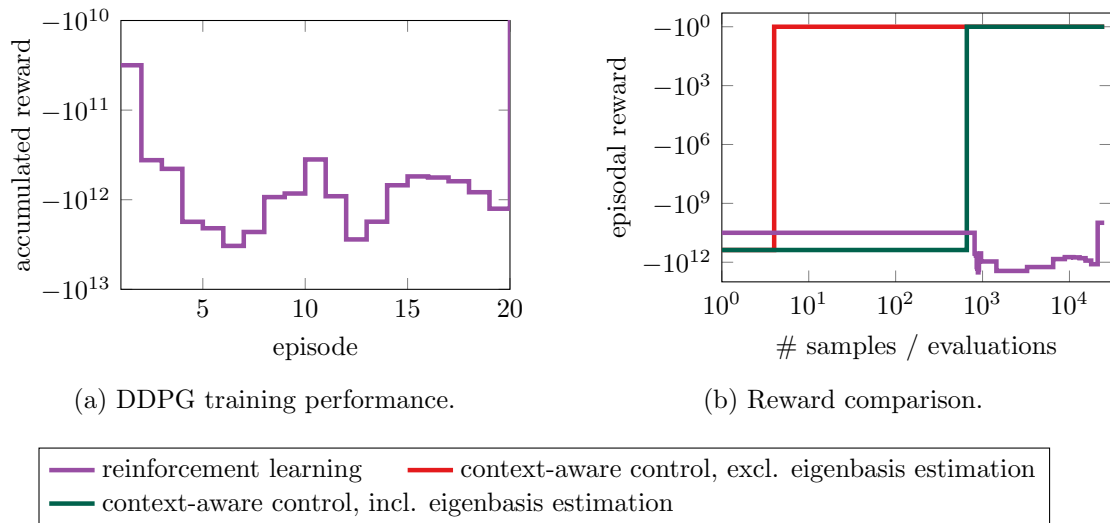 −10^10
−10^11
−10^12
−10^13
accumulated reward
5
10
15
20
episode
(a) DDPG training performance.
−10^0
−10^3
−10^6
−10^9
−10^12
episodal reward
10^0
10^1
10^2
10^3
10^4
# samples / evaluations
(b) Reward comparison.
reinforcement learning
context-aware control, excl. eigenbasis estimation
context-aware control, incl. eigenbasis estimation